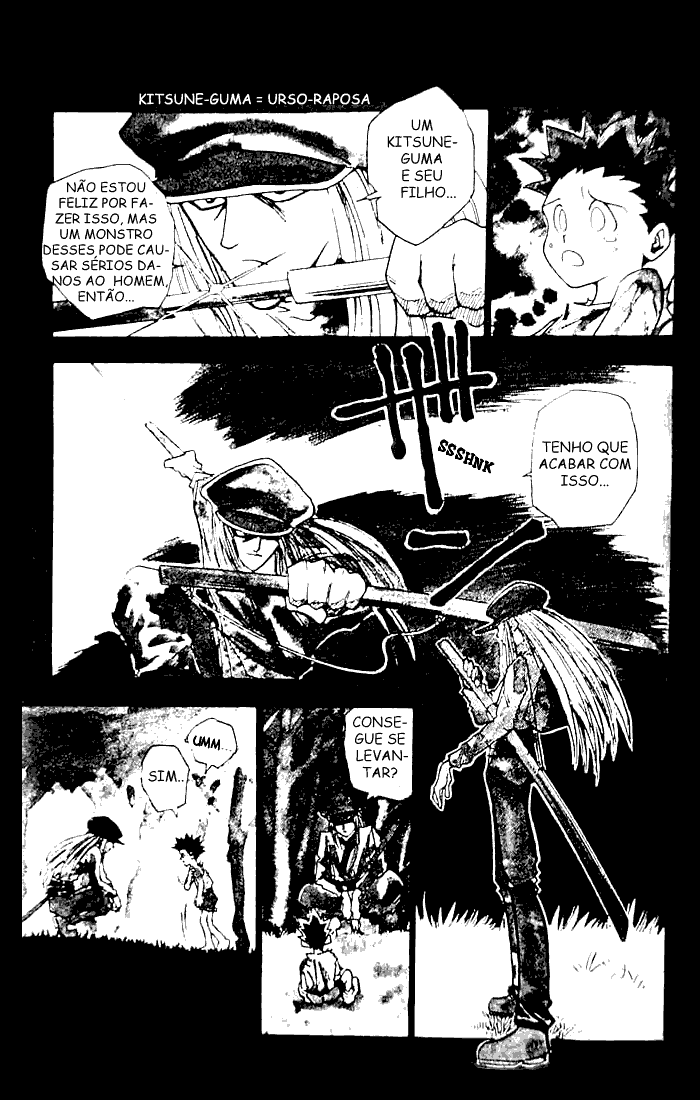 KITSUNE-GUMA = URSO-RAPOSA
UM
KITSUNE-
GUMA
E SEU
FILHO...
NÃO ESTOU
FELIZ POR FA-
ZER ISSO, MAS
UM MONSTRO
DESSES PODE CAU-
SAR SÉRIOS DA-
NOS AO HOMEM,
ENTÃO...
SSSHNK
TENHO QUE
ACABAR COM
ISSO...
UMM...
SIM...
CONSE-
GUE SE
LEVAN-
TAR?